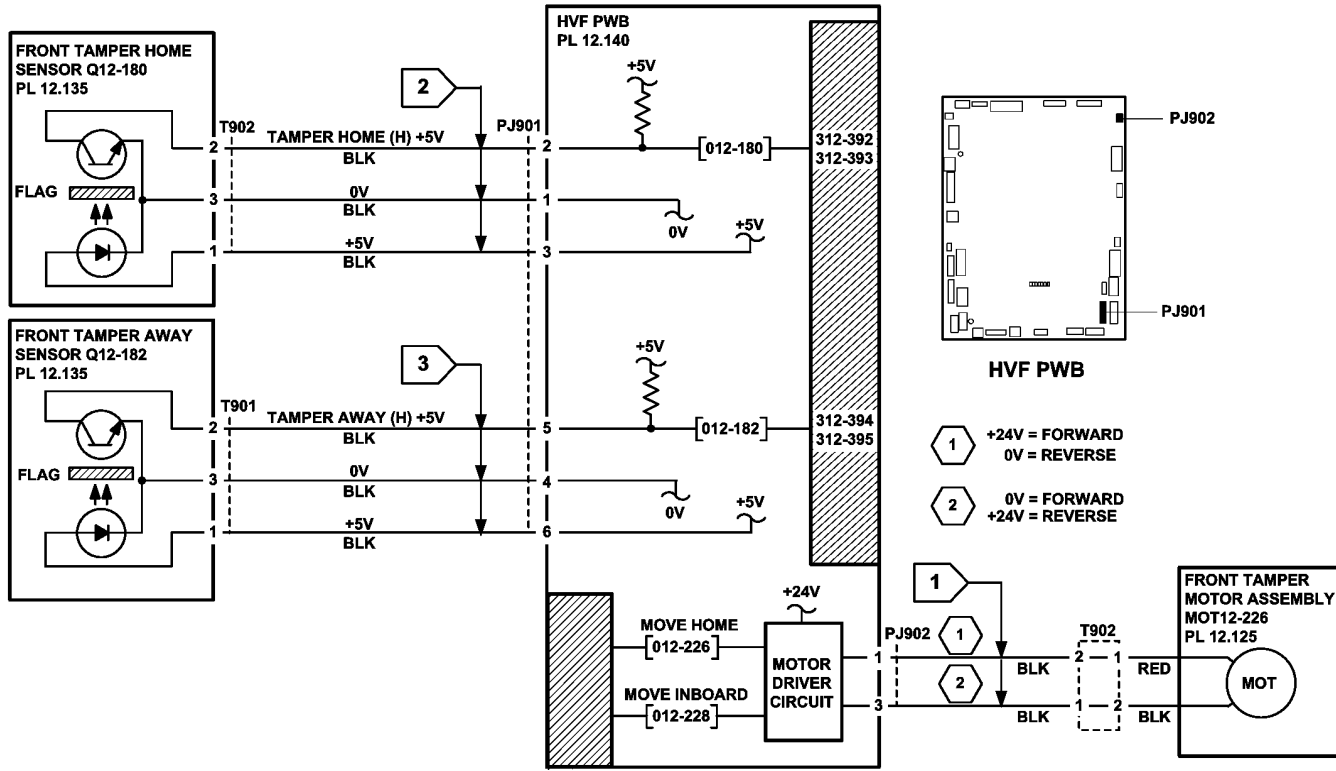 FRONT TAMPER HOME
SENSOR Q12-180
PL 12.135
FLAG
T902
2
3
1
TAMPER HOME (H) +5V
BLK
0V
BLK
+5V
BLK
2
PJ901
2
1
3
HVF PWB
PL 12.140
+5V
[012-180]
312-392
312-393
0V
+5V
FRONT TAMPER AWAY
SENSOR Q12-182
PL 12.135
FLAG
T901
2
3
1
TAMPER AWAY (H) +5V
BLK
0V
BLK
+5V
BLK
3
5
4
6
+5V
[012-182]
312-394
312-395
0V
+5V
MOVE HOME
[012-226]
MOVE INBOARD
[012-228]
+24V
MOTOR
DRIVER
CIRCUIT
1
3
PJ902
1
2
1
BLK
BLK
T902
2 1
1 2
RED
BLK
FRONT TAMPER
MOTOR ASSEMBLY
MOT12-226
PL 12.125
MOT
PJ902
PJ901
HVF PWB
1
+24V = FORWARD
0V = REVERSE
2
0V = FORWARD
+24V = REVERSE